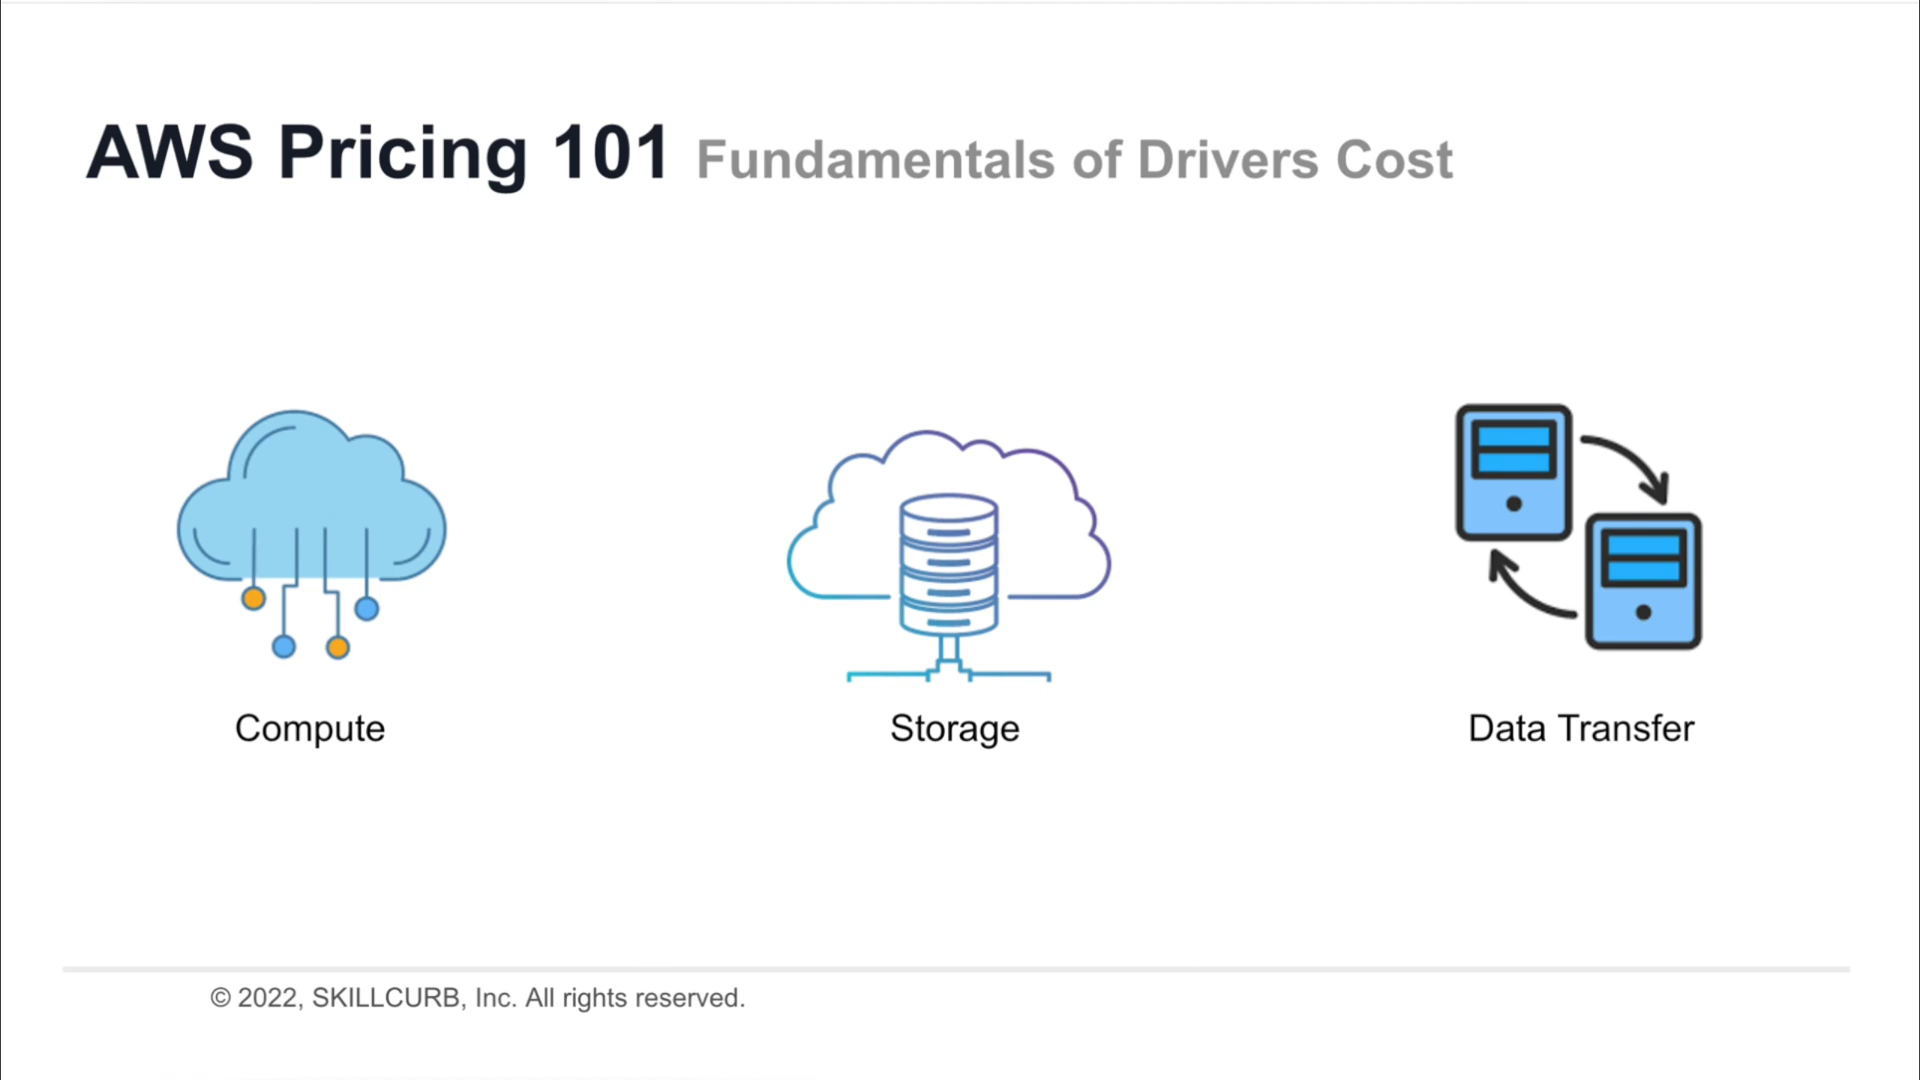 AWS Pricing 101 Fundamentals of Drivers Cost
Compute
Storage
Data Transfer
© 2022, SKILLCURB, Inc. All rights reserved.